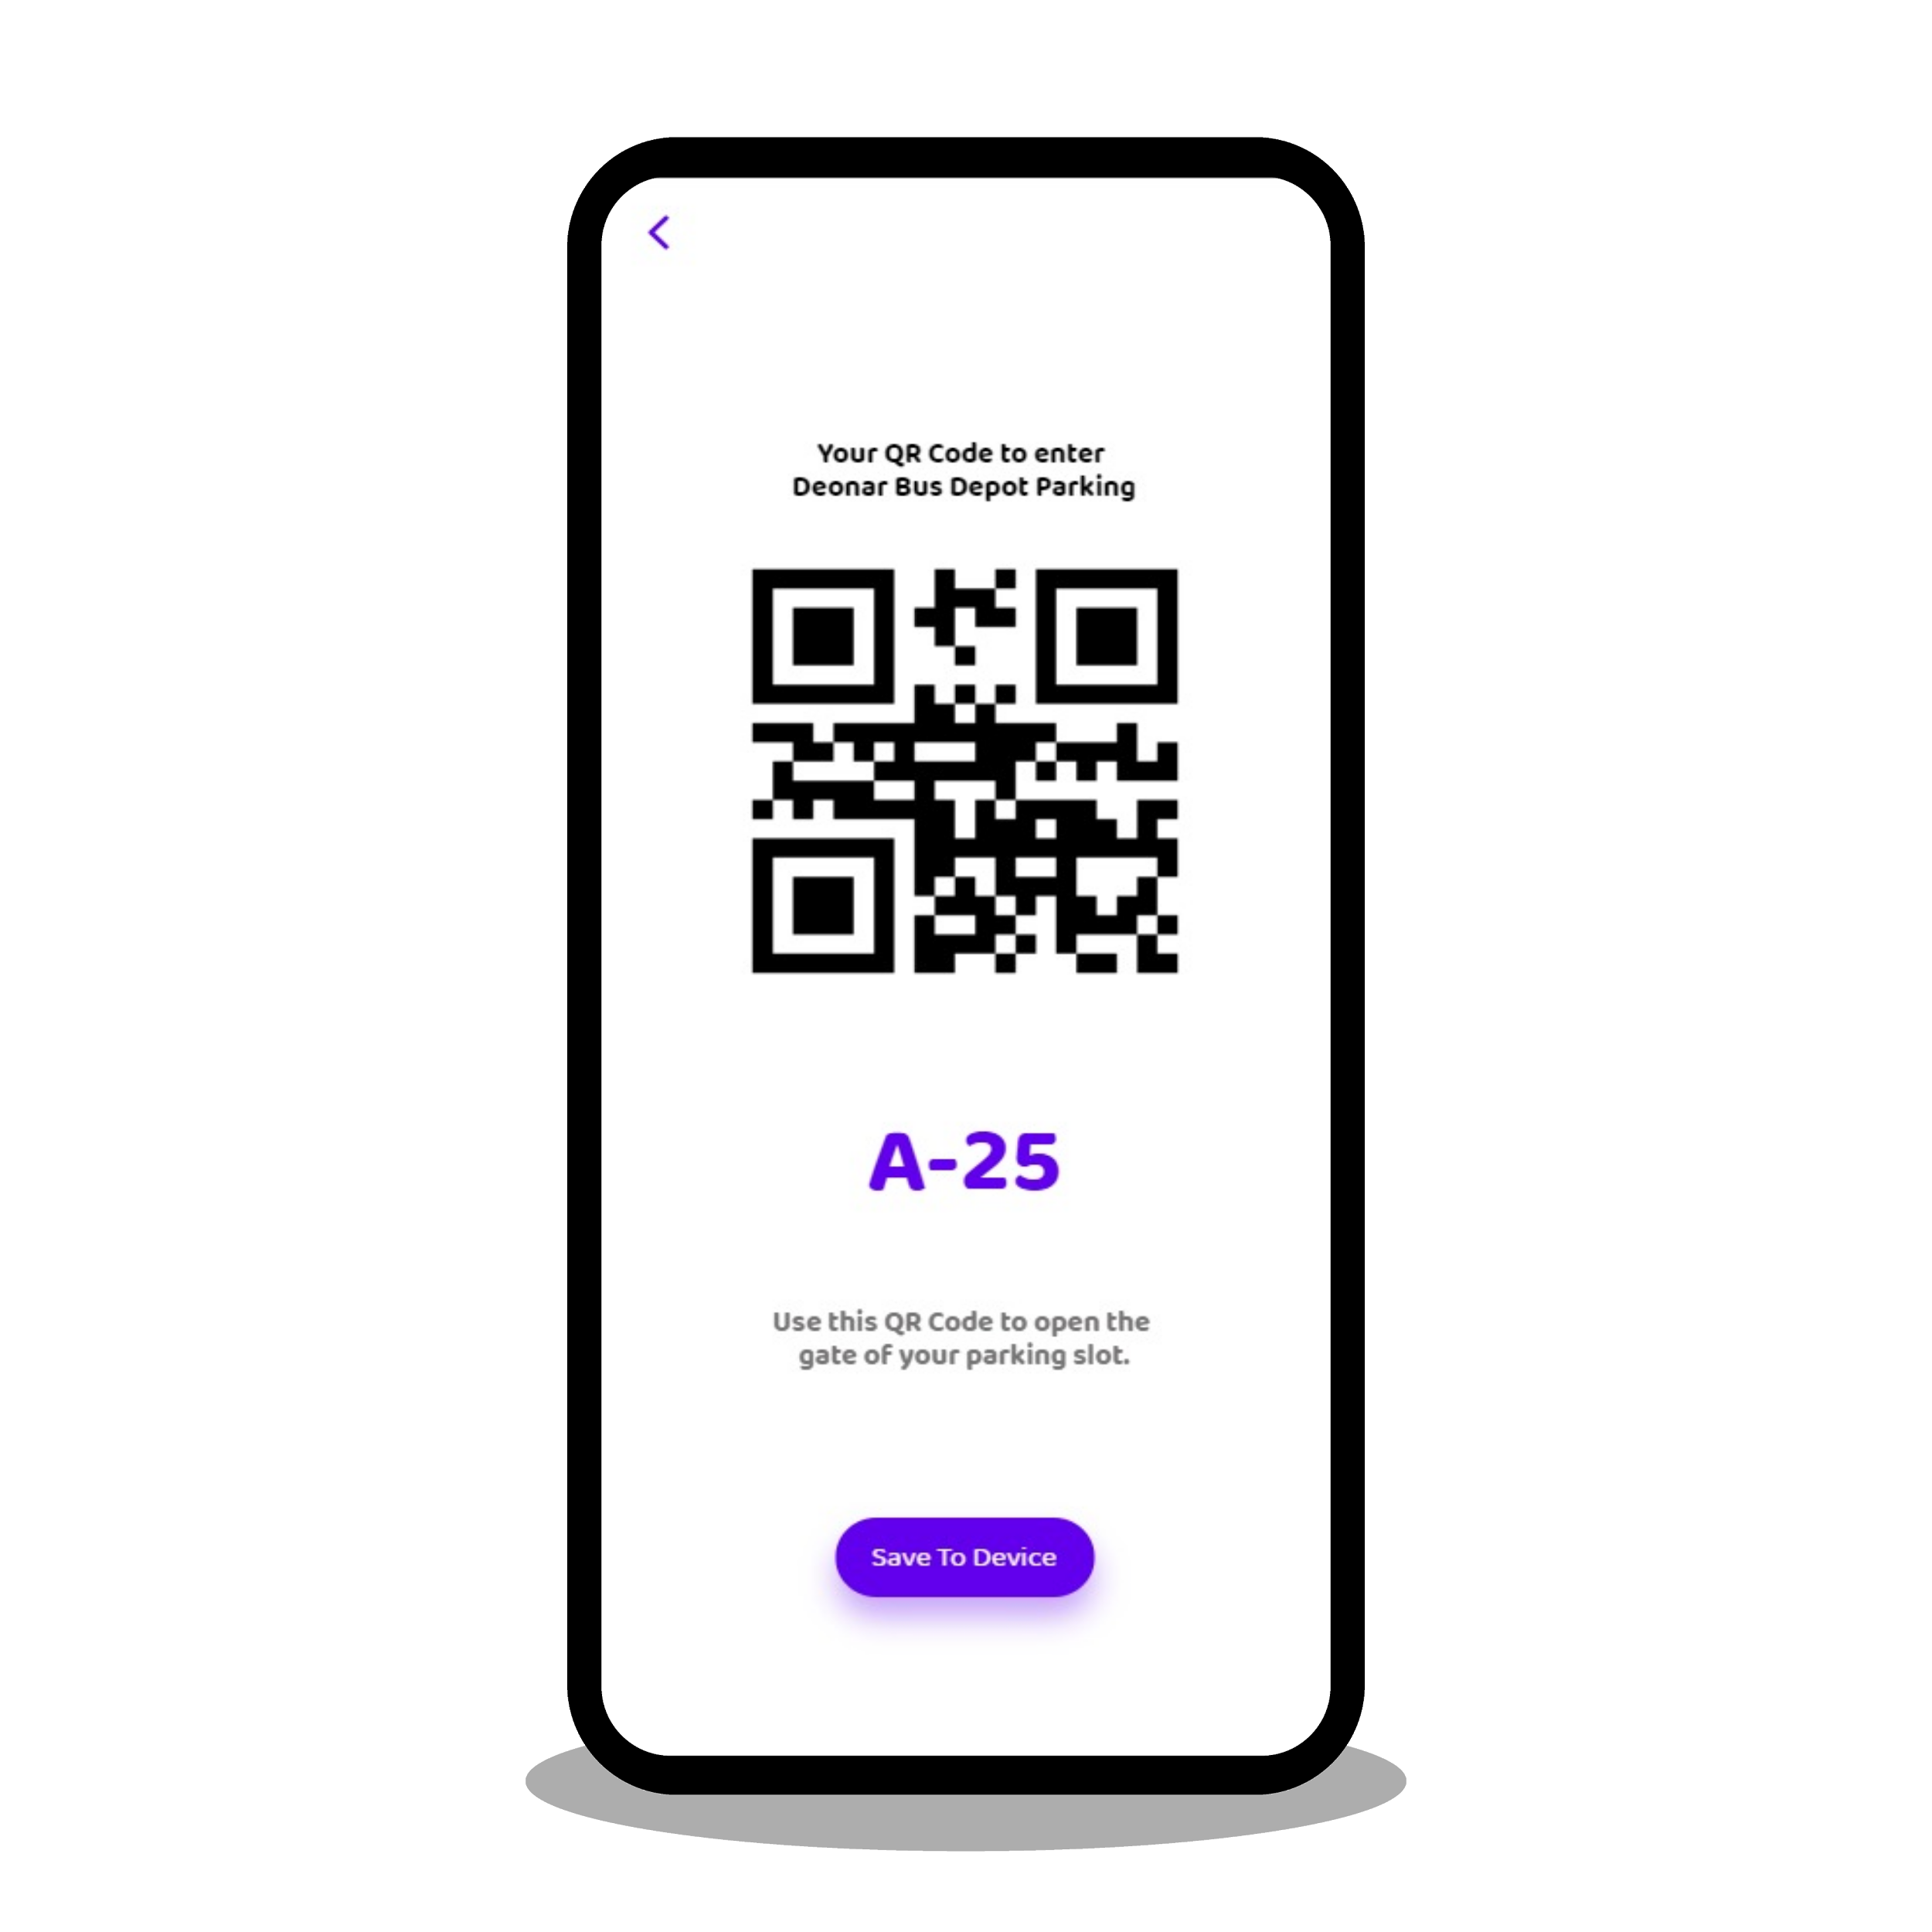 Your QR Code to enter
Deonar Bus Depot Parking
A-25
Use this QR Code to open the
gate of your parking slot.
Save To Device